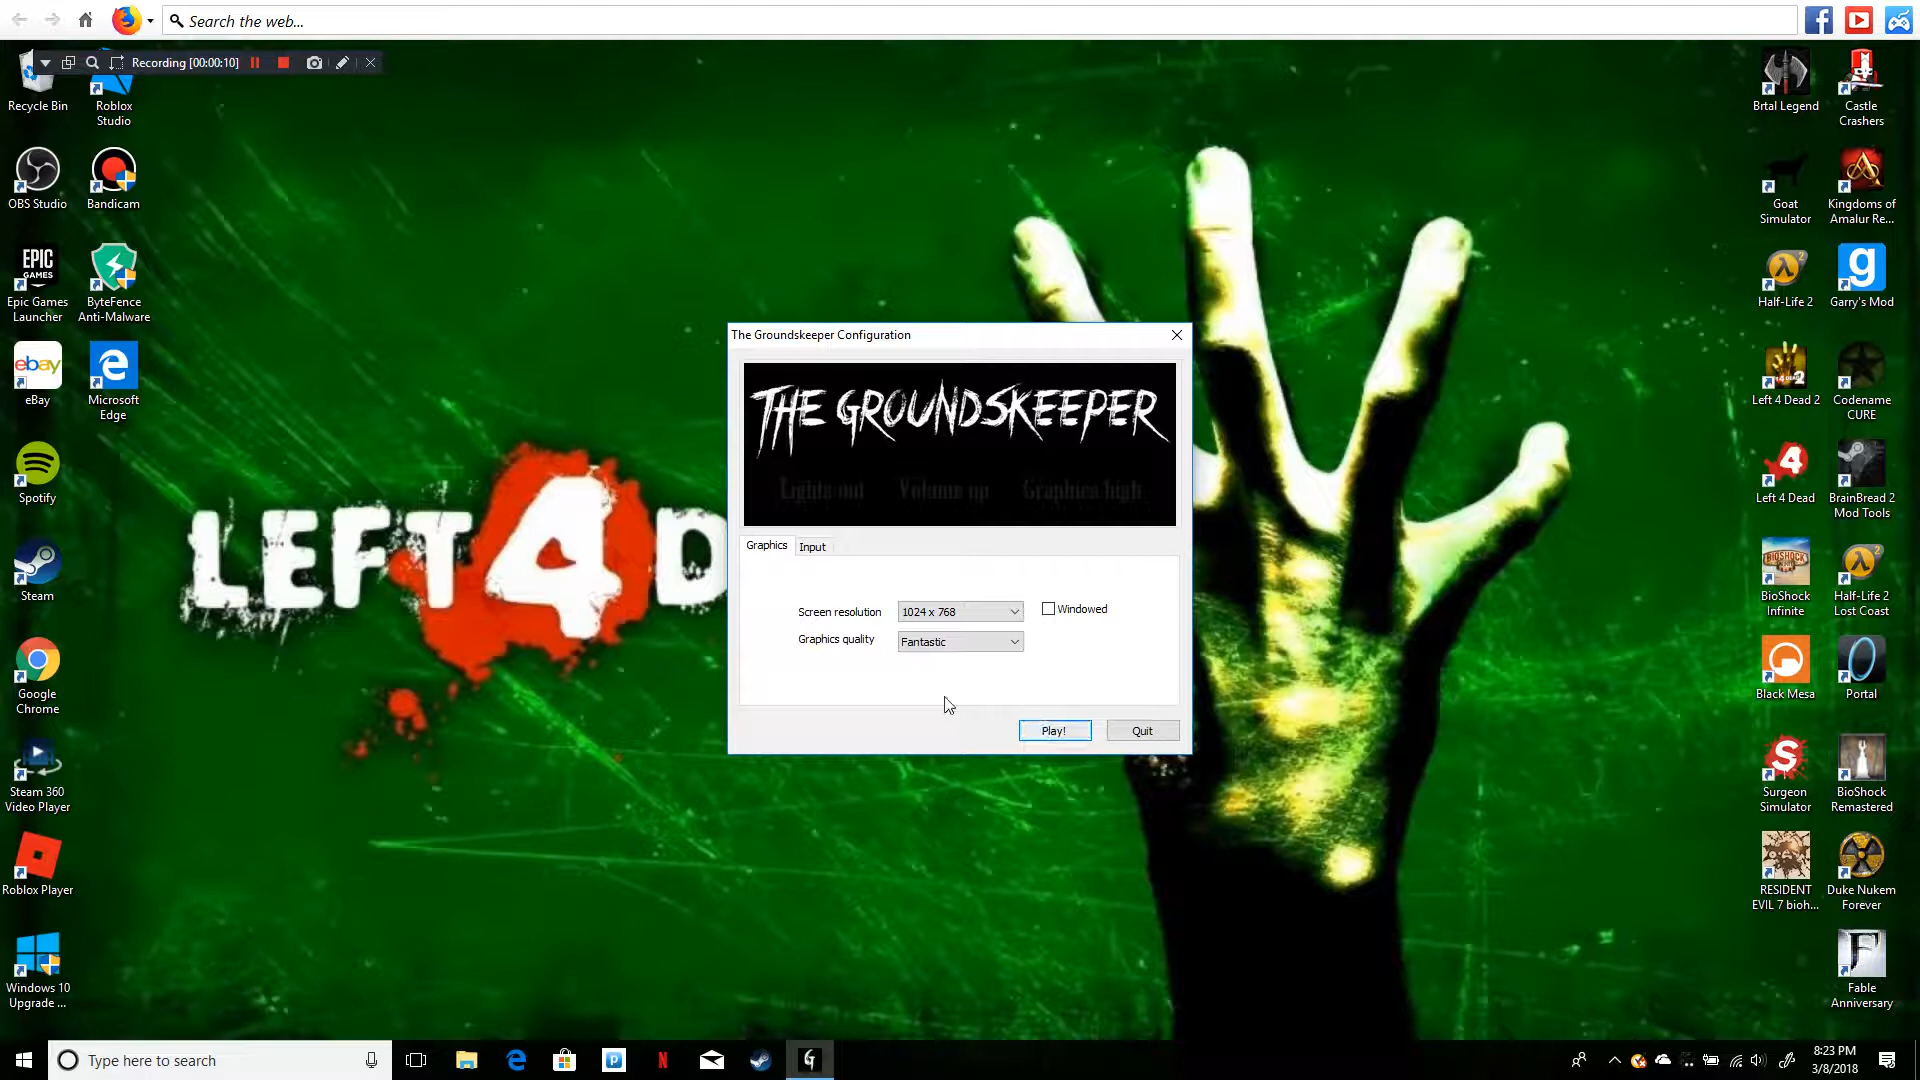 Search the web...
Recording [00:00:10]
Recycle Bin
Roblox
Studio
OBS Studio
Bandicam
EPIC
GAMES
Epic Games
Launcher
ByteFence
Anti-Malware
ebay
eBay
Microsoft
Edge
Spotify
Steam
Google
Chrome
Steam 360
Video Player
Roblox Player
Windows 10
Upgrade ...
LEFT 4 D
The Groundskeeper Configuration
THE GROUNDSKEEPER
Lights out Volume up Graphics high
Graphics Input
Screen resolution 1024 x 768 Windowed
Graphics quality Fantastic
Play! Quit
Brtal Legend
Castle
Crashers
Goat
Simulator
Kingdoms of
Amalur Re...
Half-Life 2
Garry's Mod
Left 4 Dead 2
Codename
CURE
Left 4 Dead
BrainBread 2
Mod Tools
BioShock
Infinite
Half-Life 2
Lost Coast
Black Mesa
Portal
Surgeon
Simulator
BioShock
Remastered
RESIDENT
EVIL 7 bioh...
Duke Nukem
Forever
Fable
Anniversary
Type here to search
8:23 PM
3/8/2018